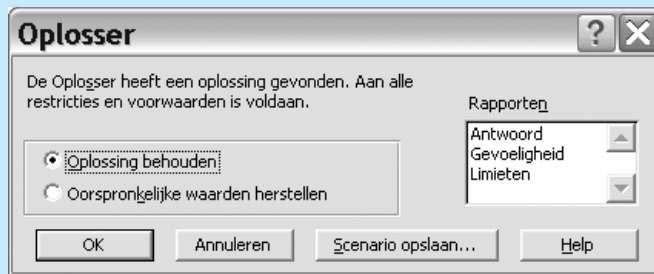 Oplosser
De Oplosser heeft een oplossing gevonden. Aan alle
restricties en voorwaarden is voldaan.
Rapporten
Antwoord
Gevoeligheid
Limieten
Oplossing behouden
Oorspronkelijke waarden herstellen
OK
Annuleren
Scenario opslaan...
Help